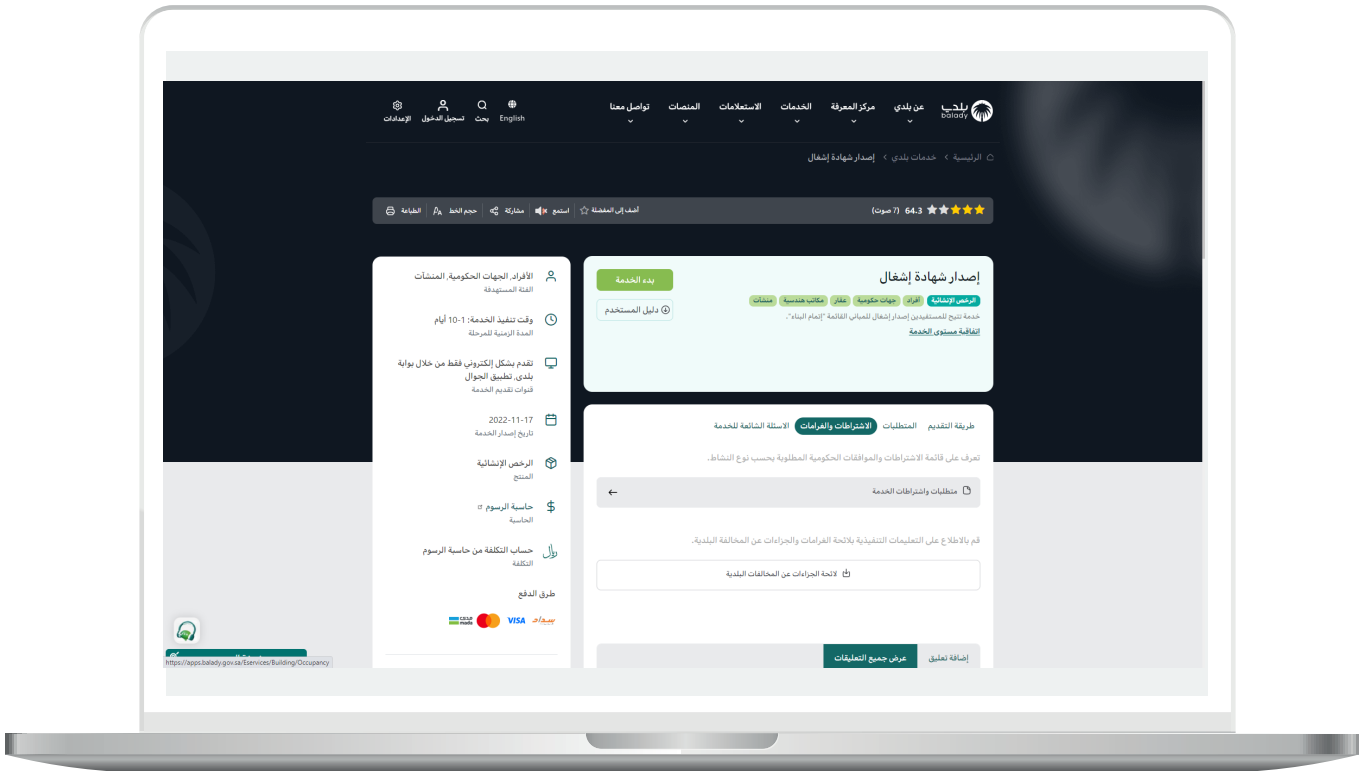 بلدي
balady
عن بلدي
مركز المعرفة
الخدمات
الاستعلامات
المنصات
تواصل معنا
English
بحث
تسجيل الدخول
الإعدادات
الرئيسية › خدمات بلدي › إصدار شهادة إشغال
64.3 (7 صوت)
أضف إلى المفضلة
استمع
مشاركة
حجم الخط
الطباعة
إصدار شهادة إشغال
الرخص الإنشائية أفراد جهات حكومية عقار مكاتب هندسية منشآت
خدمة تتيح للمستفيدين إصدار إشغال للمباني القائمة "إتمام البناء".
اتفاقية مستوى الخدمة
بدء الخدمة
دليل المستخدم
طريقة التقديم
المتطلبات
الاشتراطات والغرامات
الاسئلة الشائعة للخدمة
تعرف على قائمة الاشتراطات والموافقات الحكومية المطلوبة بحسب نوع النشاط.
متطلبات واشتراطات الخدمة
قم بالاطلاع على التعليمات التنفيذية بلائحة الغرامات والجزاءات عن المخالفة البلدية.
لائحة الجزاءات عن المخالفات البلدية
إضافة تعليق
عرض جميع التعليقات
الأفراد, الجهات الحكومية, المنشآت
الفئة المستهدفة
وقت تنفيذ الخدمة: 1-10 أيام
المدة الزمنية للمرحلة
تقدم بشكل إلكتروني فقط من خلال بوابة
بلدي, تطبيق الجوال
قنوات تقديم الخدمة
2022-11-17
تاريخ إصدار الخدمة
الرخص الإنشائية
المنتج
حاسبة الرسوم
الحاسبة
حساب التكلفة من حاسبة الرسوم
التكلفة
طرق الدفع
سداد
VISA
mada
https://apps.balady.gov.sa/Eservices/Building/Occupancy